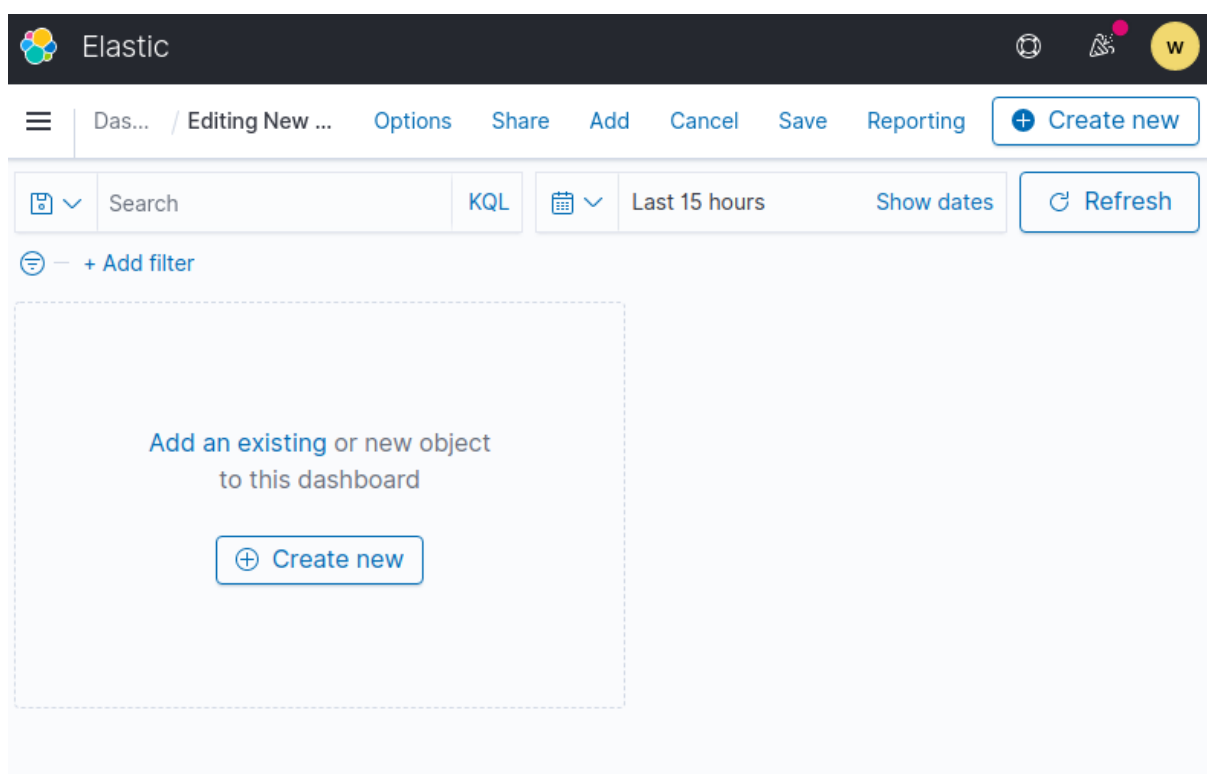 Elastic
W
Das... / Editing New ... Options Share Add Cancel Save Reporting Create new
Search KQL Last 15 hours Show dates Refresh
+ Add filter
Add an existing or new object
to this dashboard
Create new